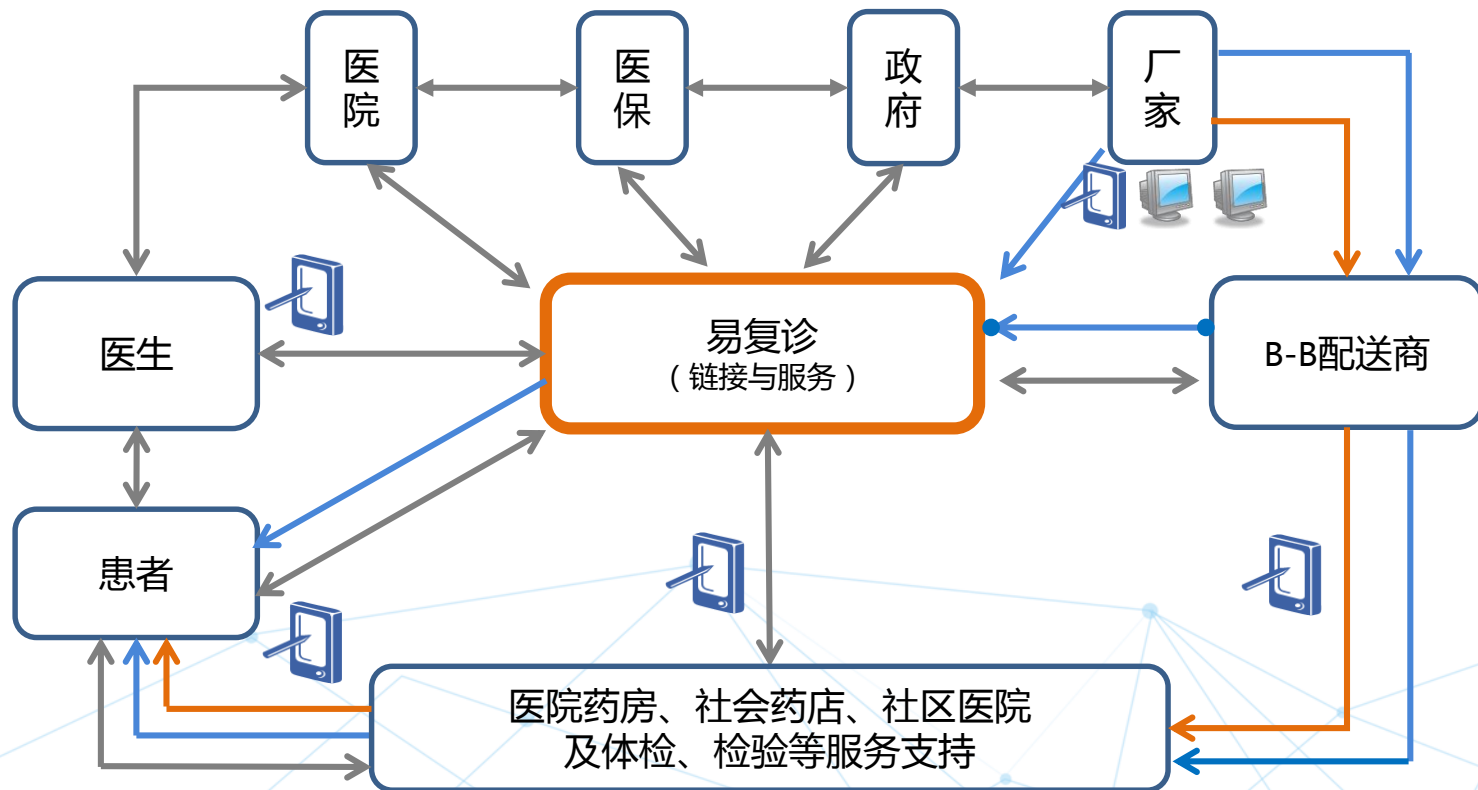 医院
医保
政府
厂家
医生
易复诊
（链接与服务）
B-B配送商
患者
医院药房、社会药店、社区医院
及体检、检验等服务支持